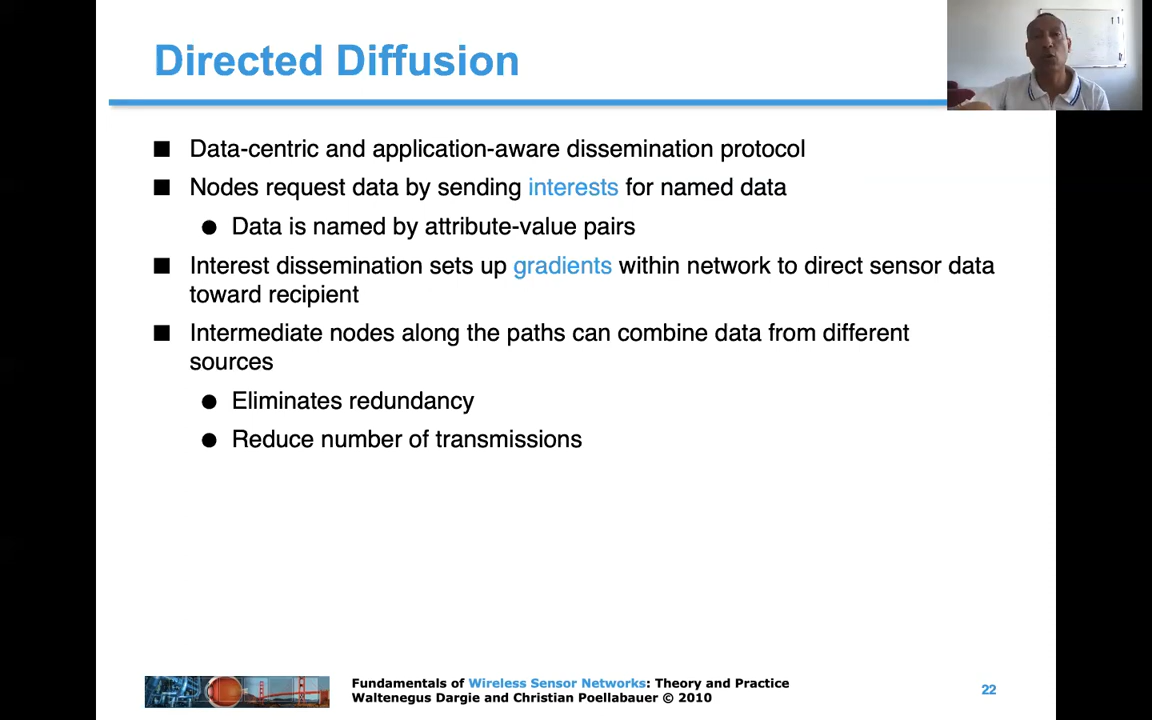 Directed Diffusion
Data-centric and application-aware dissemination protocol
Nodes request data by sending interests for named data
Data is named by attribute-value pairs
Interest dissemination sets up gradients within network to direct sensor data
toward recipient
Intermediate nodes along the paths can combine data from different
sources
Eliminates redundancy
Reduce number of transmissions
Fundamentals of Wireless Sensor Networks: Theory and Practice
Waltenegus Dargie and Christian Poellabauer © 2010
22